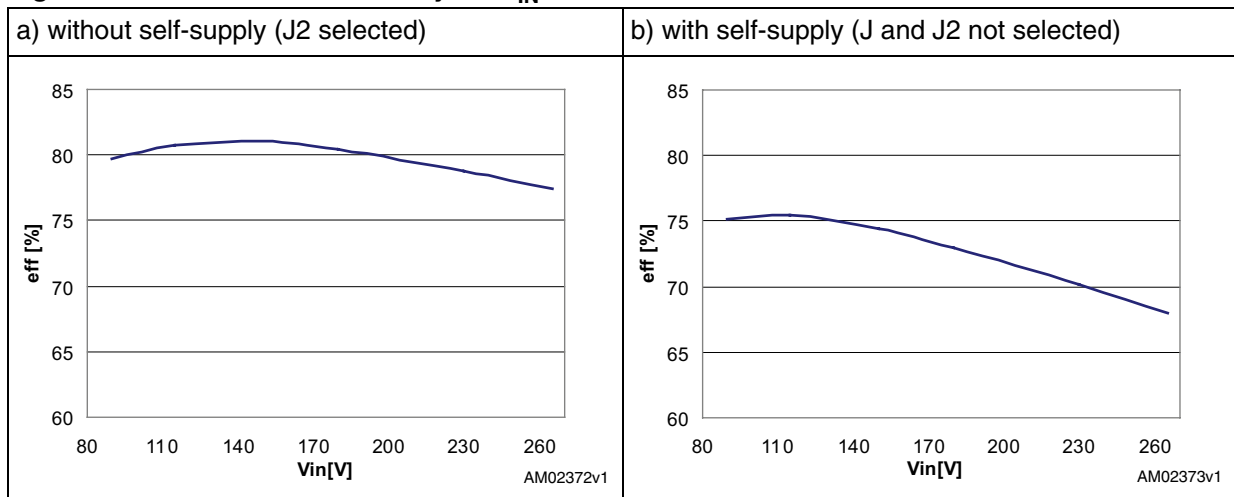 IN
a) without self-supply (J2 selected)
85
80
75
70
65
60
eff [%]
80 110 140 170 200 230 260
Vin[V]
AM02372v1
b) with self-supply (J and J2 not selected)
85
80
75
70
65
60
eff [%]
80 110 140 170 200 230 260
Vin[V]
AM02373v1